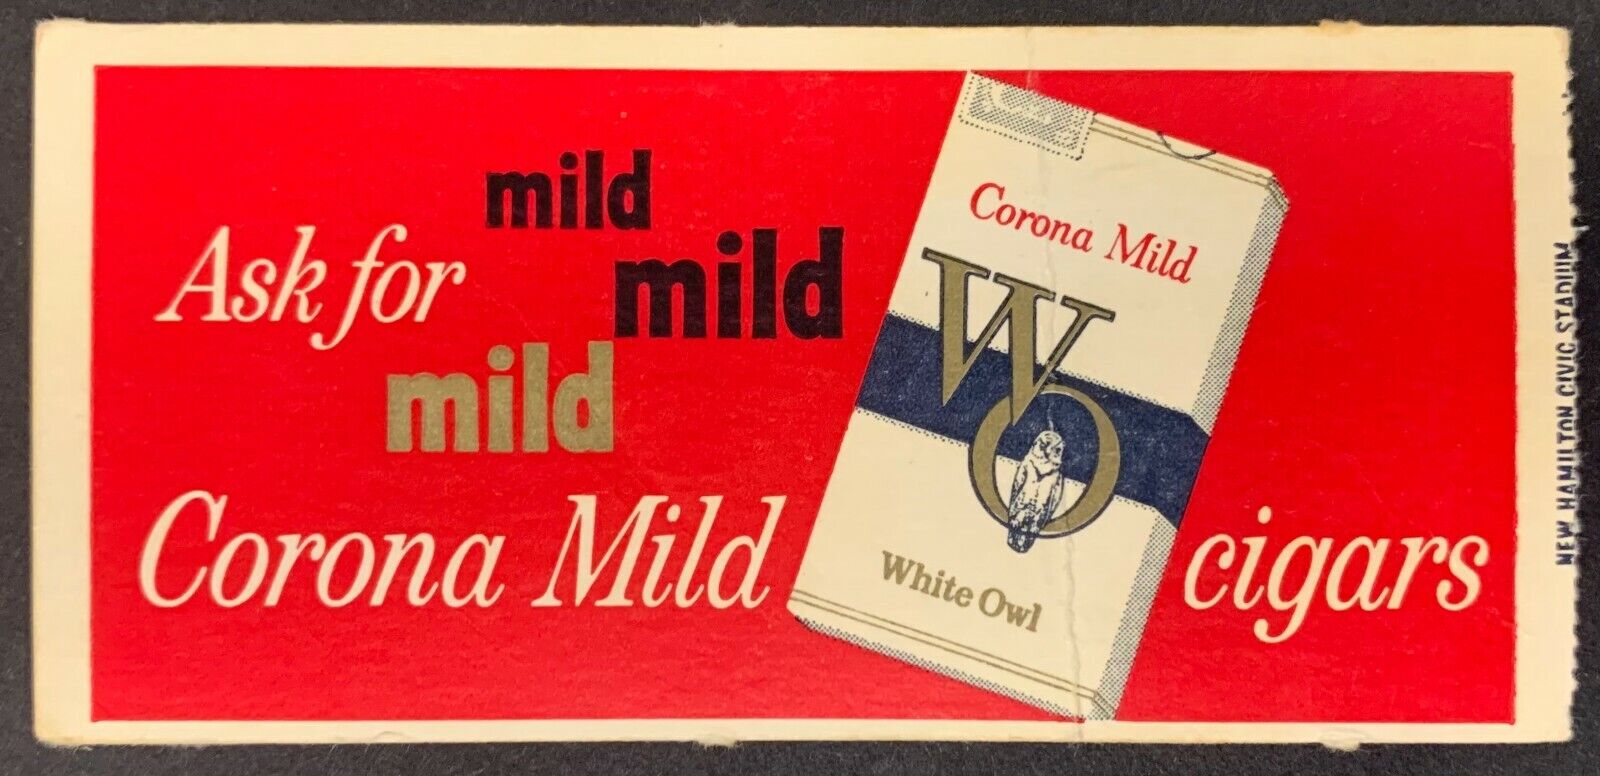 mild
Ask for mild
mild
Corona Mild cigars
Corona Mild
WO
White Owl
NEW HAMILTON CIVIC STADIUM